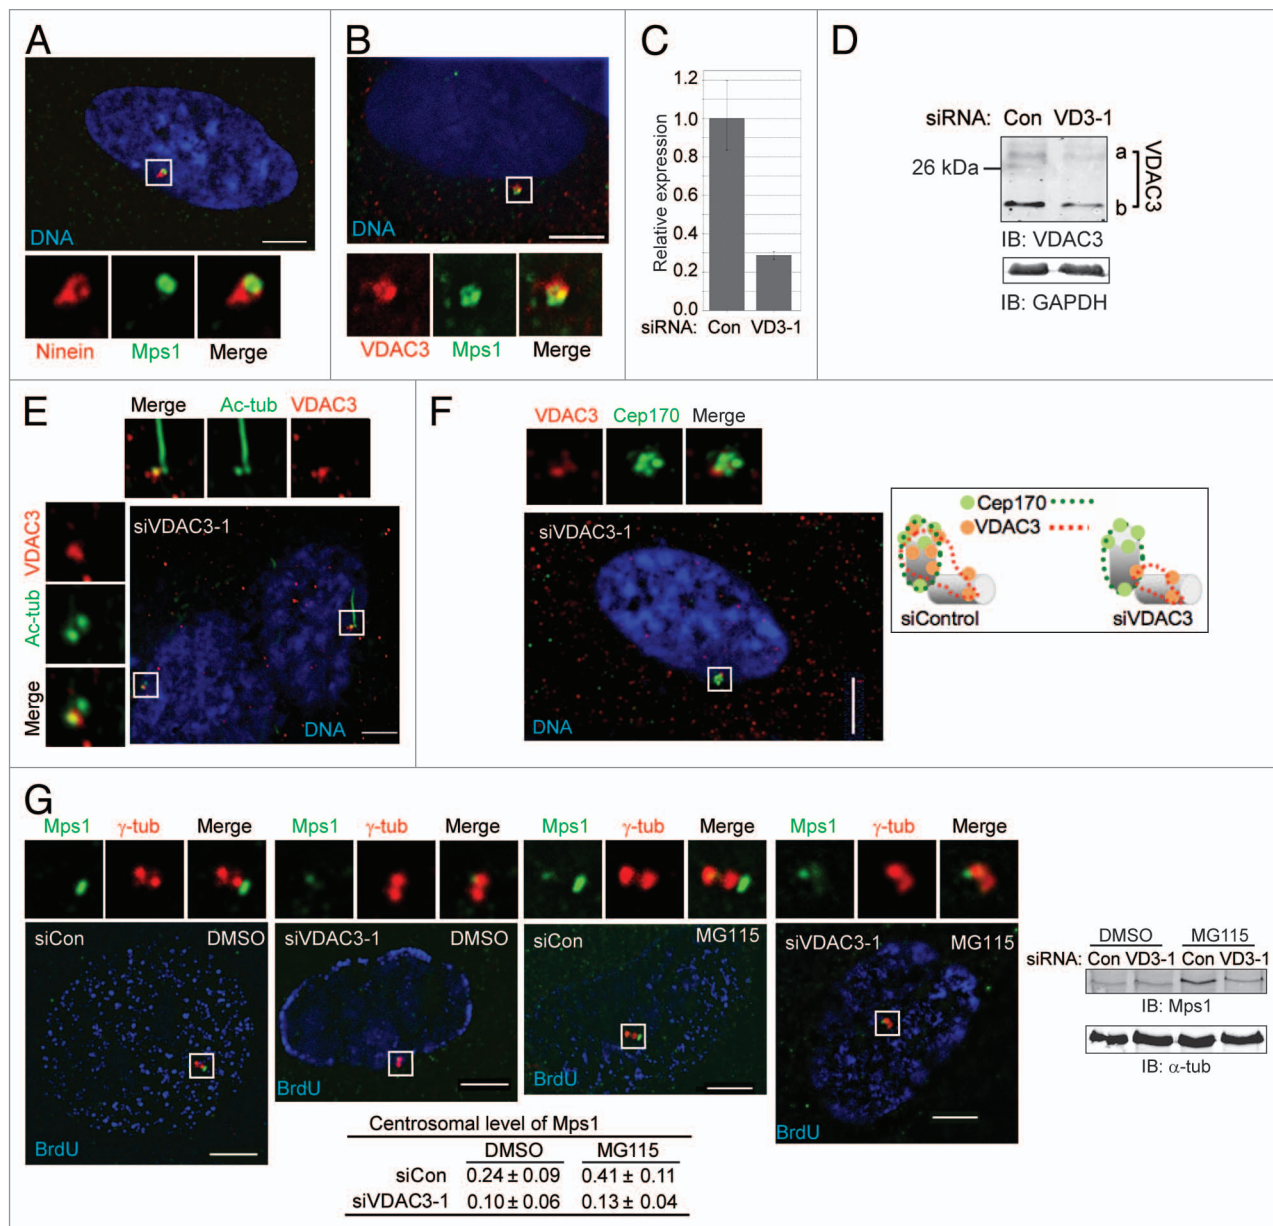 A
DNA
Ninein Mps1 Merge
B
DNA
VDAC3 Mps1 Merge
C
Relative expression
1.2
1.0
0.8
0.6
0.4
0.2
0.0
siRNA: Con VD3-1
D
siRNA: Con VD3-1
26 kDa
a
b
VDAC3
IB: VDAC3
IB: GAPDH
E
Merge Ac-tub VDAC3
VDAC3
Ac-tub
Merge
siVDAC3-1
DNA
F
VDAC3 Cep170 Merge
siVDAC3-1
DNA
Cep170
VDAC3
siControl siVDAC3
G
Mps1 γ-tub Merge
siCon DMSO
BrdU
Mps1 γ-tub Merge
siVDAC3-1 DMSO
BrdU
Mps1 γ-tub Merge
siCon MG115
BrdU
Mps1 γ-tub Merge
siVDAC3-1 MG115
BrdU
DMSO MG115
siRNA: Con VD3-1 Con VD3-1
IB: Mps1
IB: α-tub
Centrosomal level of Mps1
DMSO MG115
siCon 0.24 ± 0.09 0.41 ± 0.11
siVDAC3-1 0.10 ± 0.06 0.13 ± 0.04